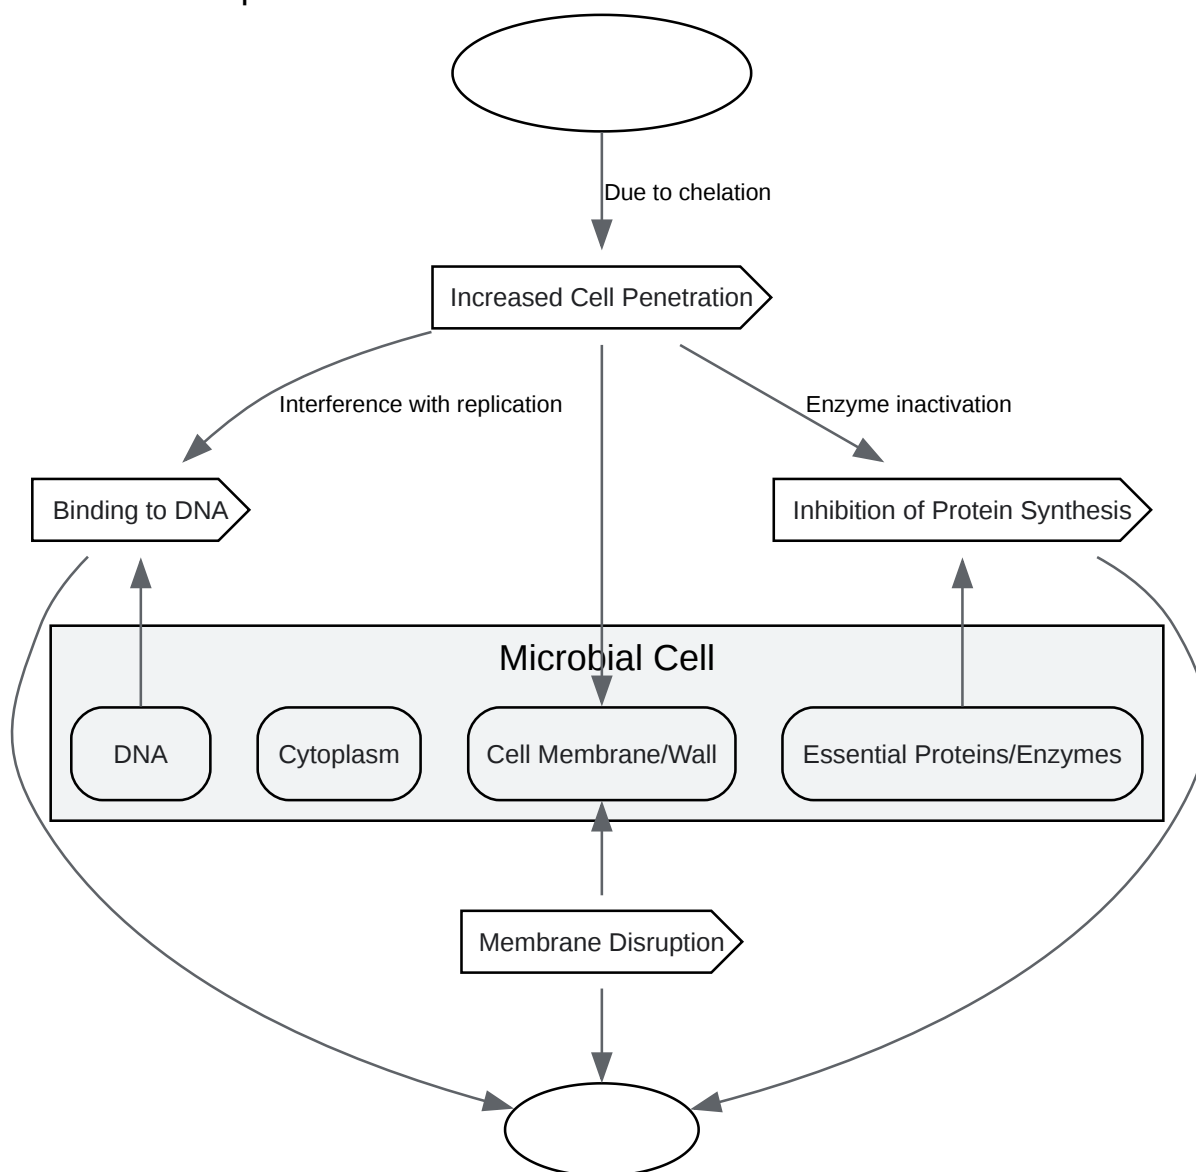 Due to chelation
Increased Cell Penetration
Interference with replication
Enzyme inactivation
Binding to DNA
Inhibition of Protein Synthesis
Microbial Cell
DNA
Cytoplasm
Cell Membrane/Wall
Essential Proteins/Enzymes
Membrane Disruption